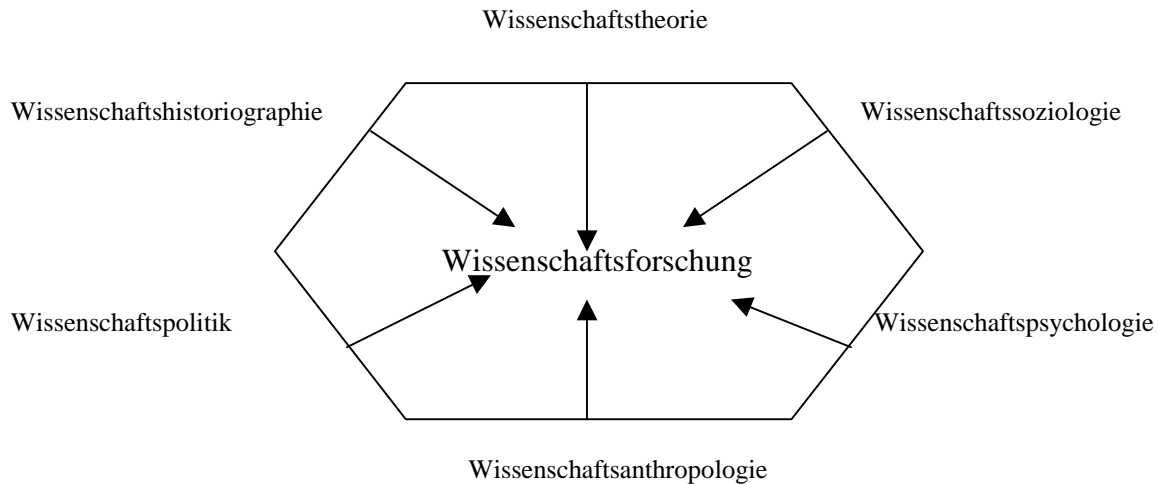 Wissenschaftstheorie
Wissenschaftshistoriographie
Wissenschaftssoziologie
Wissenschaftsforschung
Wissenschaftspolitik
Wissenschaftspsychologie
Wissenschaftsanthropologie